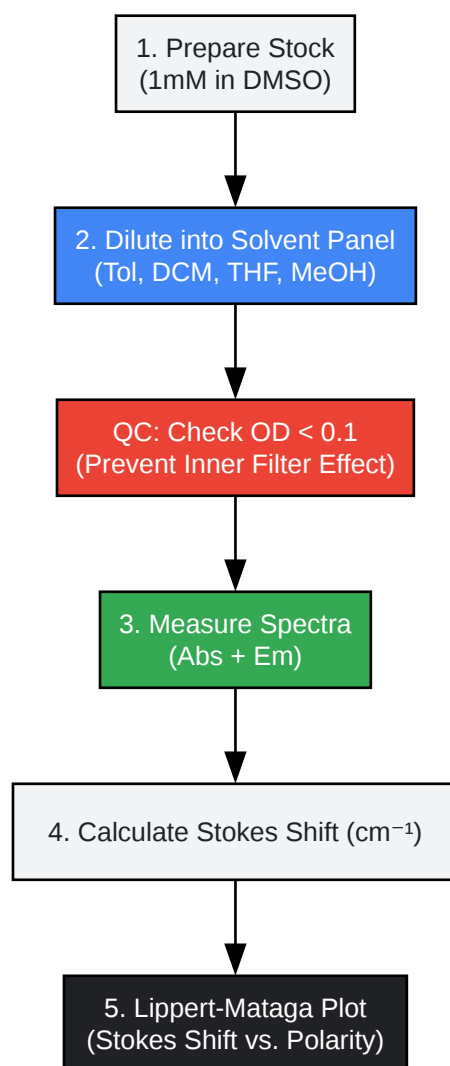 1. Prepare Stock
(1mM in DMSO)
2. Dilute into Solvent Panel
(Tol, DCM, THF, MeOH)
QC: Check OD < 0.1
(Prevent Inner Filter Effect)
3. Measure Spectra
(Abs + Em)
4. Calculate Stokes Shift (cm⁻¹)
5. Lippert-Mataga Plot
(Stokes Shift vs. Polarity)